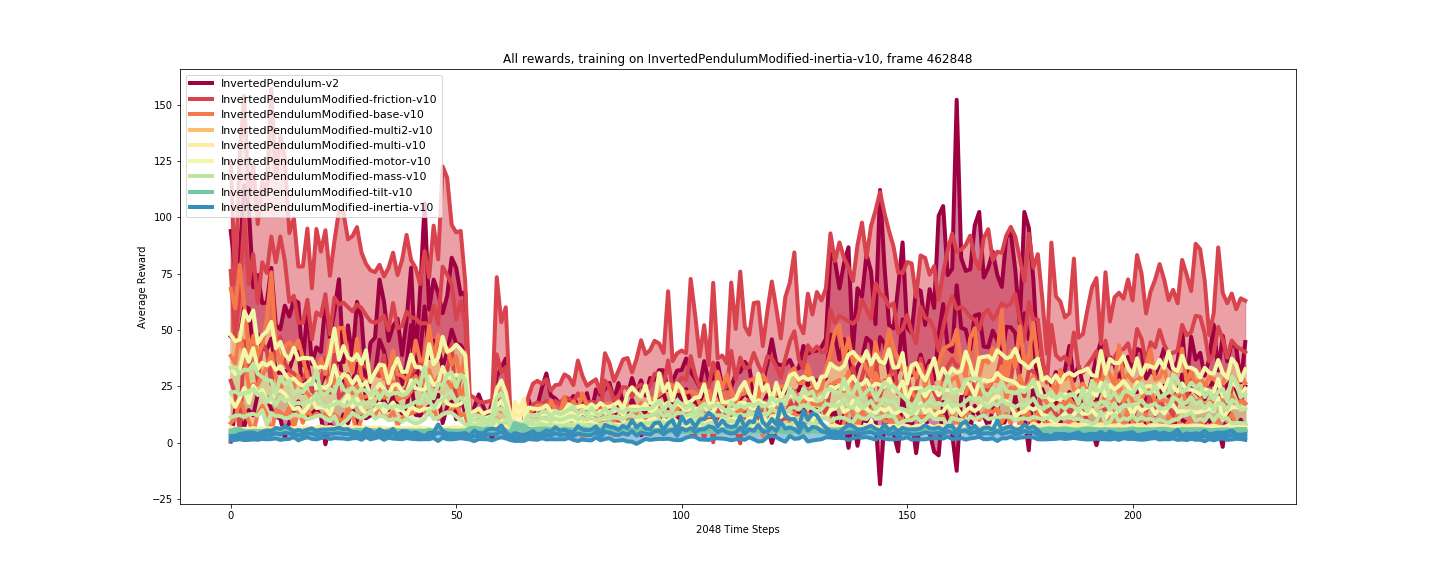 All rewards, training on InvertedPendulumModified-inertia-v10, frame 462848
InvertedPendulum-v2
InvertedPendulumModified-friction-v10
InvertedPendulumModified-base-v10
InvertedPendulumModified-multi2-v10
InvertedPendulumModified-multi-v10
InvertedPendulumModified-motor-v10
InvertedPendulumModified-mass-v10
InvertedPendulumModified-tilt-v10
InvertedPendulumModified-inertia-v10
Average Reward
150
125
100
75
50
25
0
−25
0 50 100 150 200
2048 Time Steps